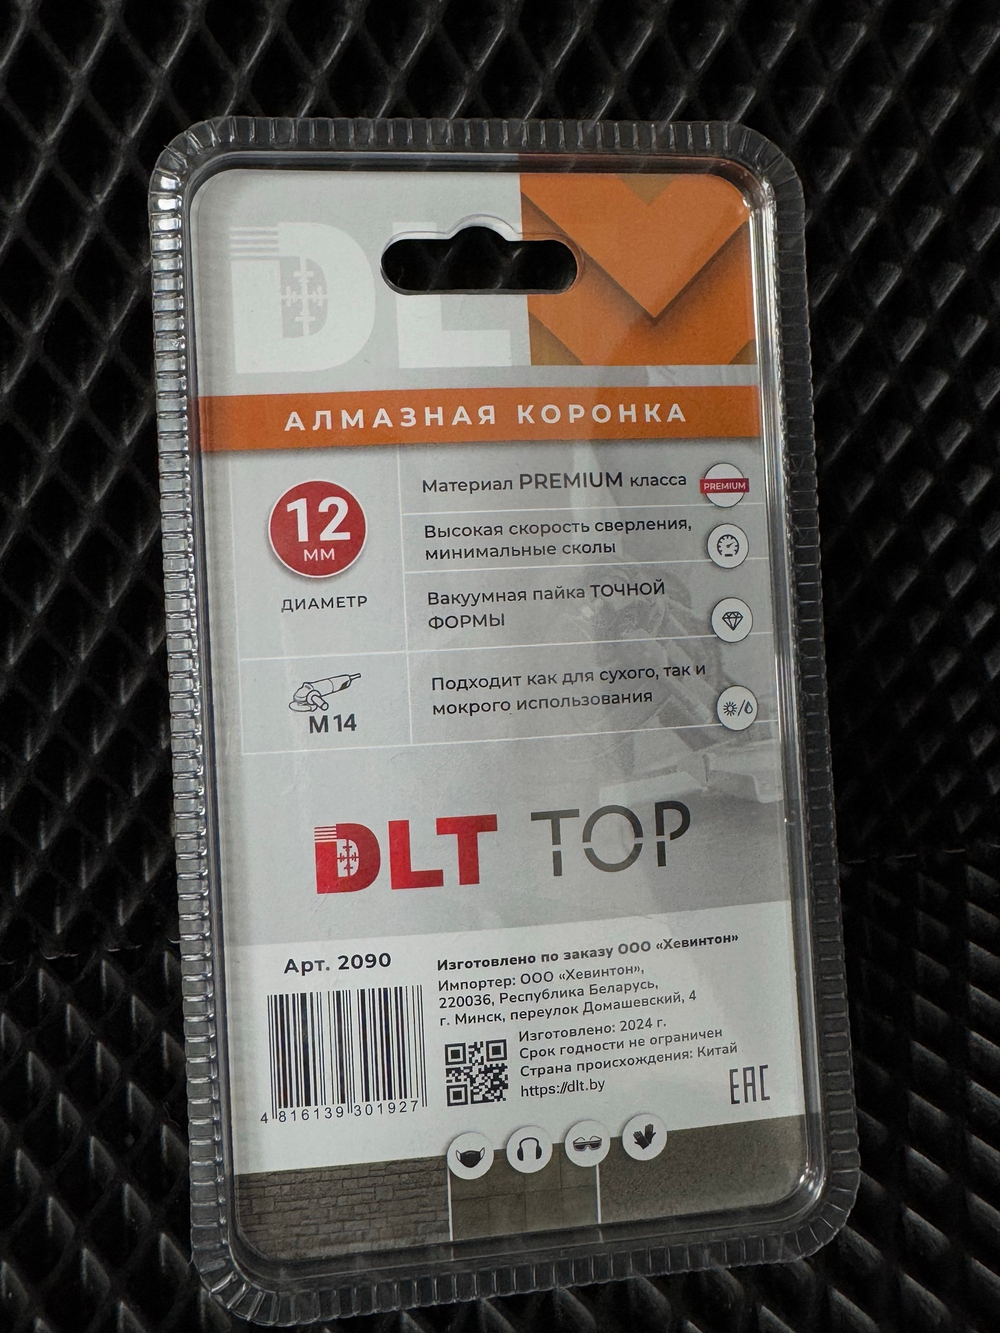 DL
АЛМАЗНАЯ КОРОНКА
12
ММ
ДИАМЕТР
M14
Материал PREMIUM класса
PREMIUM
Высокая скорость сверления,
минимальные сколы
Вакуумная пайка ТОЧНОЙ
ФОРМЫ
Подходит как для сухого, так и
мокрого использования
DLT TOP
Арт. 2090
4 816139 301927
Изготовлено по заказу ООО «Хевинтон»
Импортер: ООО «Хевинтон»,
220036, Республика Беларусь,
г. Минск, переулок Домашевский, 4
Изготовлено: 2024 г.
Срок годности не ограничен
Страна происхождения: Китай
https://dlt.by
EAC